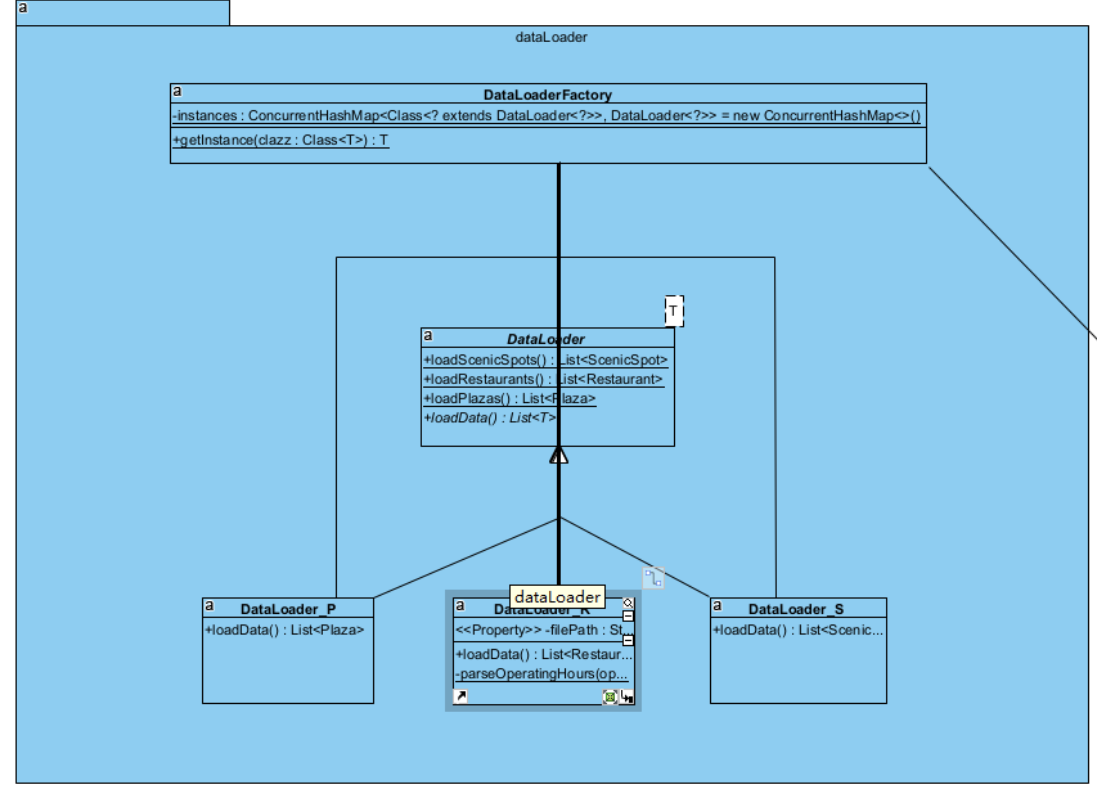 a
dataLoader
a
DataLoaderFactory
-instances : ConcurrentHashMap<Class<? extends DataLoader<?>>, DataLoader<?>> = new ConcurrentHashMap<>()
+getInstance(clazz : Class<T>) : T
T
a
DataLoader
+loadScenicSpots() : List<ScenicSpot>
+loadRestaurants() : List<Restaurant>
+loadPlazas() : List<Plaza>
+loadData() : List<T>
dataLoader
a
DataLoader_P
+loadData() : List<Plaza>
a
DataLoader_R
<<Property>> -filePath : St...
+loadData() : List<Restaur...
-parseOperatingHours(op...
a
DataLoader_S
+loadData() : List<Scenic...